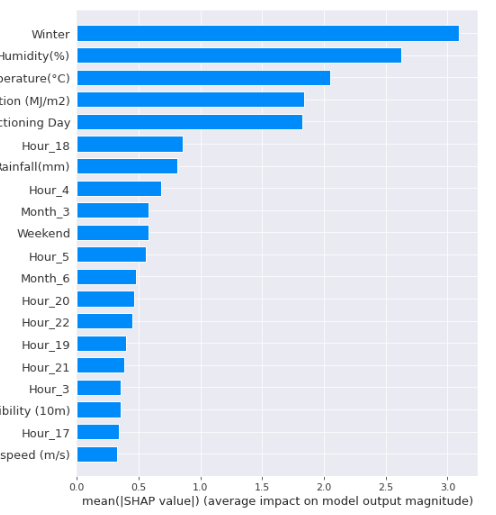 Winter
Humidity(%)
perature(°C)
tion (MJ/m2)
ctioning Day
Hour_18
Rainfall(mm)
Hour_4
Month_3
Weekend
Hour_5
Month_6
Hour_20
Hour_22
Hour_19
Hour_21
Hour_3
ibility (10m)
Hour_17
speed (m/s)
0.0 0.5 1.0 1.5 2.0 2.5 3.0
mean(|SHAP value|) (average impact on model output magnitude)